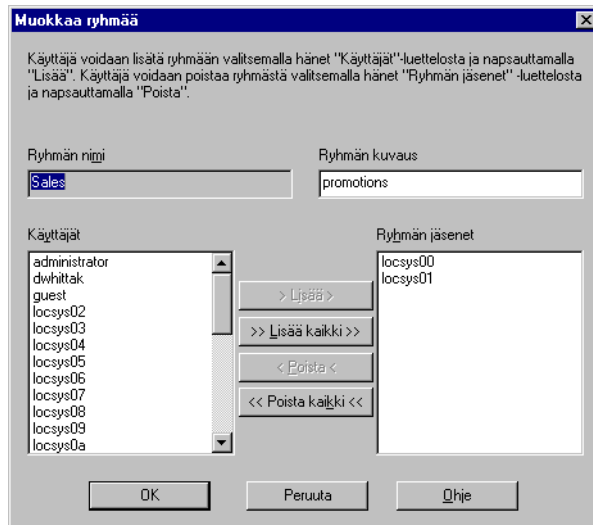 Muokkaa ryhmää
Käyttäjä voidaan lisätä ryhmään valitsemalla hänet "Käyttäjät"-luettelosta ja napsauttamalla
"Lisää". Käyttäjä voidaan poistaa ryhmästä valitsemalla hänet "Ryhmän jäsenet" -luettelosta
ja napsauttamalla "Poista".
Ryhmän nimi
Ryhmän kuvaus
Sales
promotions
Käyttäjät
Ryhmän jäsenet
administrator
dwhittak
guest
locsys02
locsys03
locsys04
locsys05
locsys06
locsys07
locsys08
locsys09
locsys0a
> Lisää >
>> Lisää kaikki >>
< Poista <
<< Poista kaikki <<
locsys00
locsys01
OK
Peruuta
Ohje